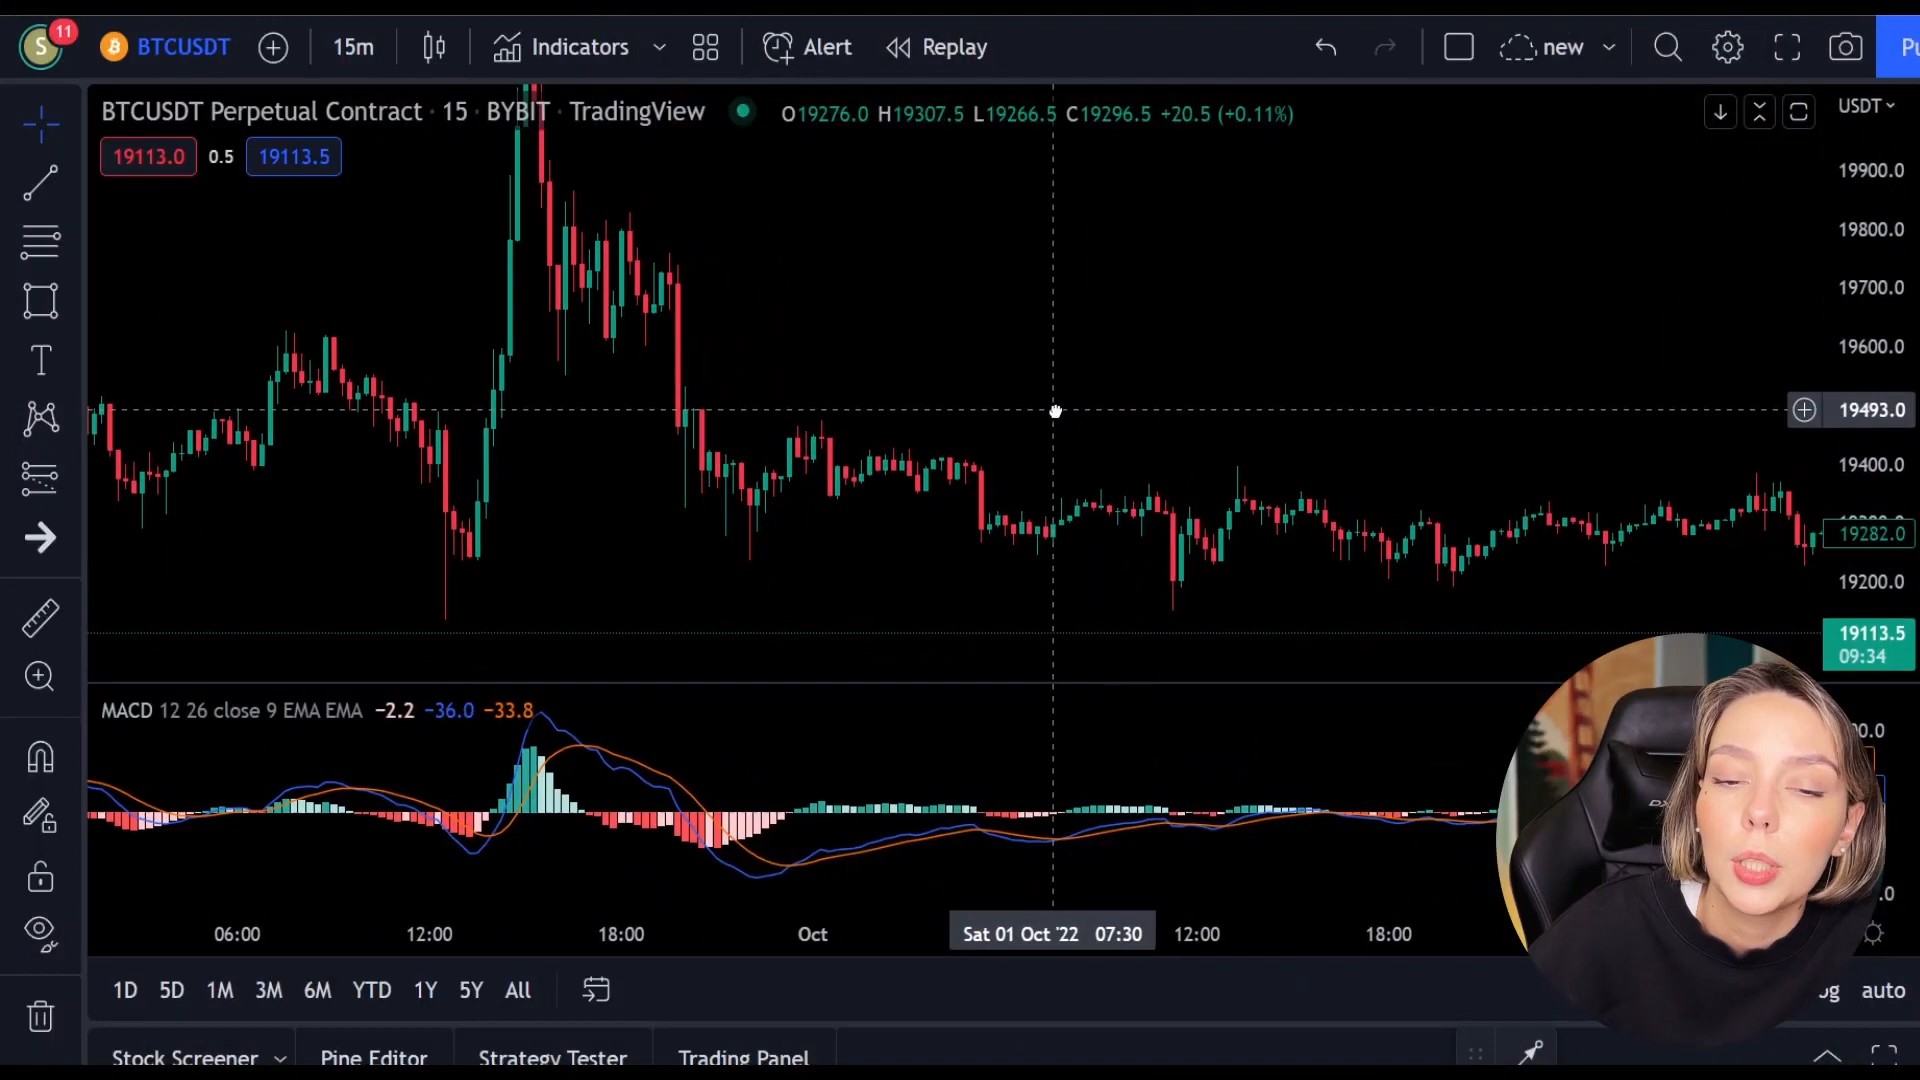 S 11 BTCUSDT 15m Indicators Alert Replay new
BTCUSDT Perpetual Contract · 15 · BYBIT · TradingView O19276.0 H19307.5 L19266.5 C19296.5 +20.5 (+0.11%) USDT
19113.0 0.5 19113.5
19900.0
19800.0
19700.0
19600.0
19493.0
19400.0
19282.0
19200.0
19113.5
09:34
MACD 12 26 close 9 EMA EMA −2.2 −36.0 −33.8
06:00 12:00 18:00 Oct Sat 01 Oct '22 07:30 12:00 18:00
1D 5D 1M 3M 6M YTD 1Y 5Y All auto
Stock Screener Pine Editor Strategy Tester Trading Panel